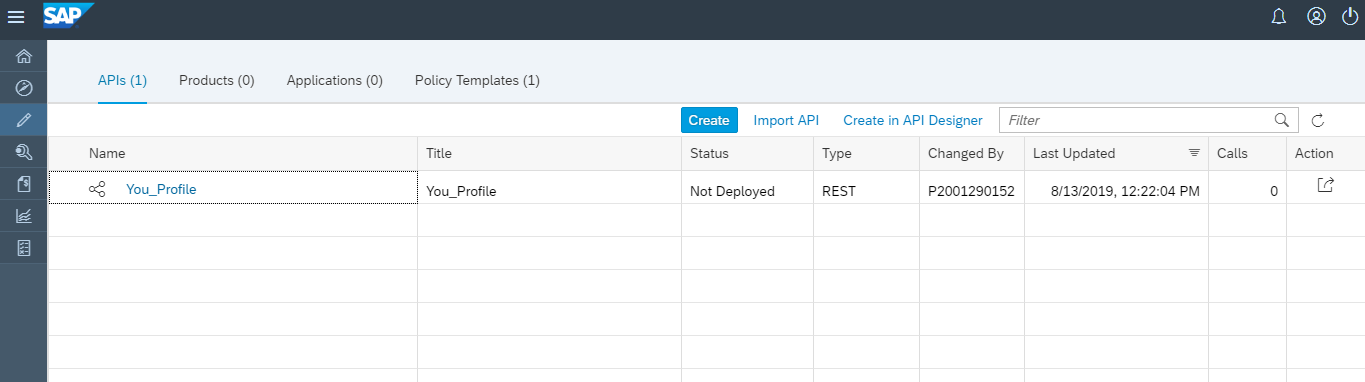 SAP
APIs (1) Products (0) Applications (0) Policy Templates (1)
Create Import API Create in API Designer Filter
Name Title Status Type Changed By Last Updated Calls Action
You_Profile You_Profile Not Deployed REST P2001290152 8/13/2019, 12:22:04 PM 0